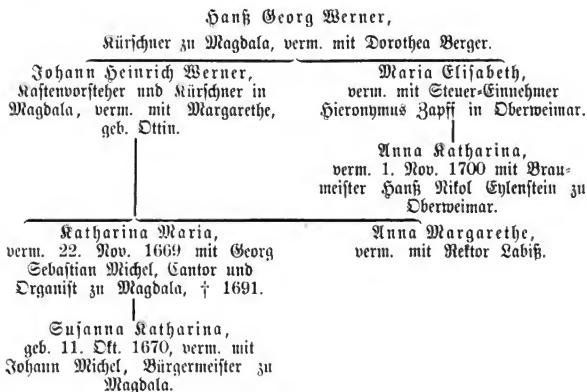 Hanß Georg Werner,
Kürschner zu Magdala, verm. mit Dorothea Berger.
Johann Heinrich Werner,
Kastenvorsteher und Kürschner in
Magdala, verm. mit Margarethe,
geb. Ottin.
Maria Elisabeth,
verm. mit Steuer-Einnehmer
Hieronymus Zapff in Oberweimar.
Anna Katharina,
verm. 1. Nov. 1700 mit Brau-
meister Hanß Nikol Eylenstein zu
Oberweimar.
Katharina Maria,
verm. 22. Nov. 1669 mit Georg
Sebastian Michel, Cantor und
Organist zu Magdala, † 1691.
Anna Margarethe,
verm. mit Rektor Labiß.
Susanna Katharina,
geb. 11. Okt. 1670, verm. mit
Johann Michel, Bürgermeister zu
Magdala.